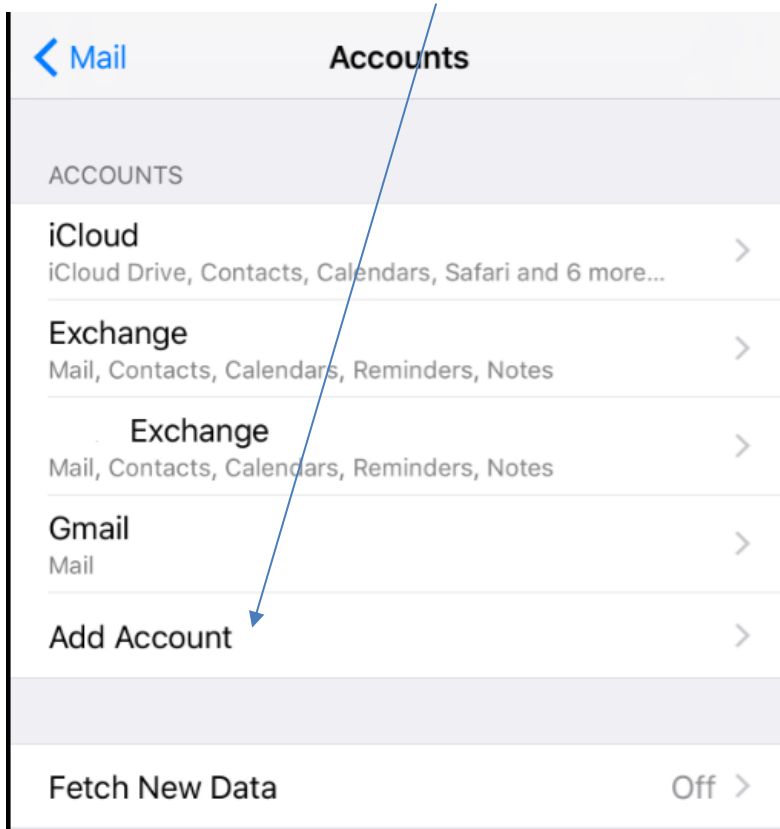 Mail Accounts
ACCOUNTS
iCloud
iCloud Drive, Contacts, Calendars, Safari and 6 more...
Exchange
Mail, Contacts, Calendars, Reminders, Notes
Exchange
Mail, Contacts, Calendars, Reminders, Notes
Gmail
Mail
Add Account
Fetch New Data Off